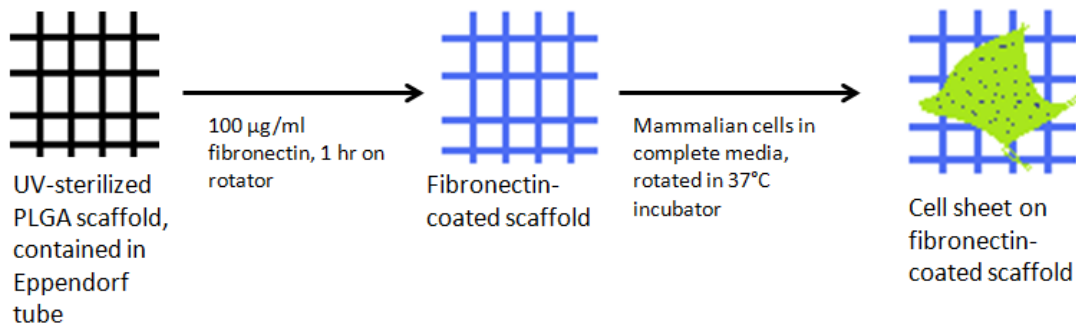 UV-sterilized
PLGA scaffold,
contained in
Eppendorf
tube
100 µg/ml
fibronectin, 1 hr on
rotator
Fibronectin-
coated scaffold
Mammalian cells in
complete media,
rotated in 37°C
incubator
Cell sheet on
fibronectin-
coated scaffold